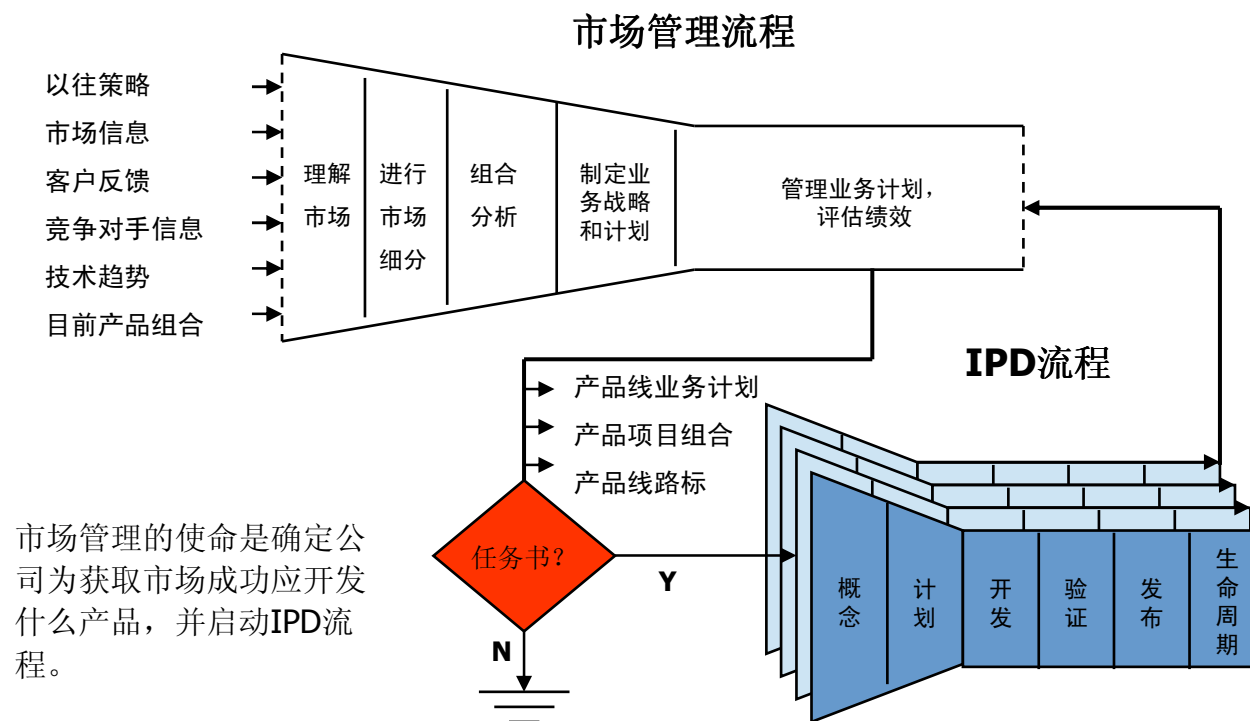 市场管理流程
以往策略
市场信息
客户反馈
竞争对手信息
技术趋势
目前产品组合
理解
市场
进行
市场
细分
组合
分析
制定业
务战略
和计划
管理业务计划，
评估绩效
IPD流程
产品线业务计划
产品项目组合
产品线路标
任务书？
Y
N
市场管理的使命是确定公
司为获取市场成功应开发
什么产品，并启动IPD流
程。
概念
计划
开发
验证
发布
生命周期